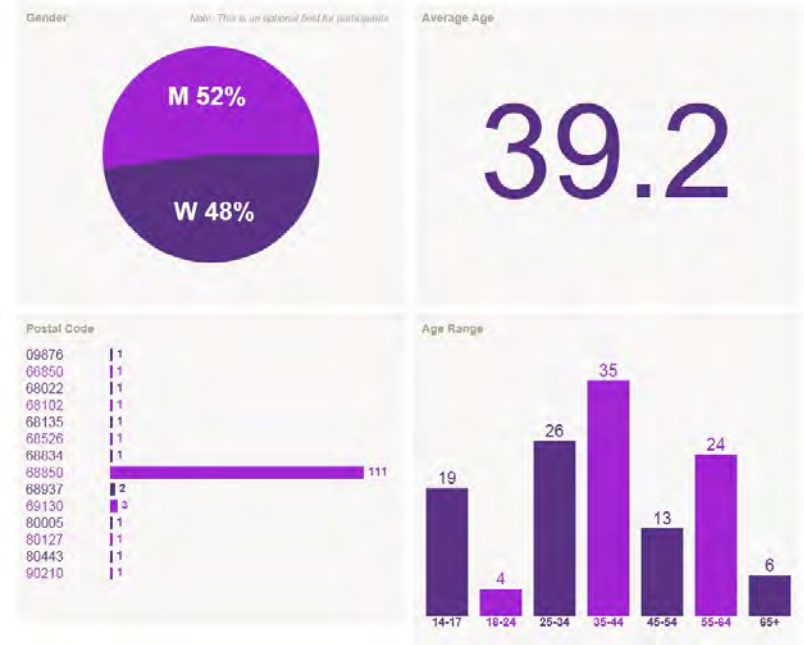 Gender
Note: This is an optional field for participants
M 52%
W 48%
Average Age
39.2
Postal Code
09876 1
66850 1
68022 1
68102 1
68135 1
68526 1
68834 1
68850 111
68937 2
69130 3
80005 1
80127 1
80443 1
90210 1
Age Range
19 4 26 35 13 24 6
14-17 18-24 25-34 35-44 45-54 55-64 65+